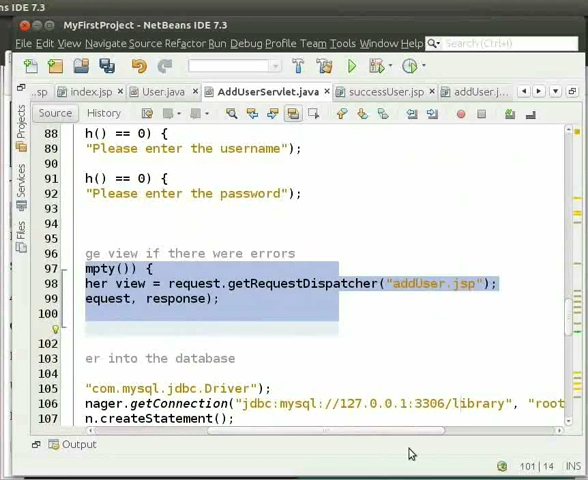 ns IDE 7.3
MyFirstProject - NetBeans IDE 7.3
File Edit View Navigate Source Refactor Run Debug Profile Team Tools Window Help Search (Ctrl+I)
...sp index.jsp User.java AddUserServlet.java successUser.jsp addUser.j...
Source History
Projects
Services
Files
88 h() == 0) {
89 "Please enter the username");
90
91 h() == 0) {
92 "Please enter the password");
93
94
95
96 ge view if there were errors
97 mpty()) {
98 her view = request.getRequestDispatcher("addUser.jsp");
99 equest, response);
100
102
103 er into the database
104
105 "com.mysql.jdbc.Driver");
106 nager.getConnection("jdbc:mysql://127.0.0.1:3306/library", "root
107 n.createStatement();
Output
101 | 14 INS